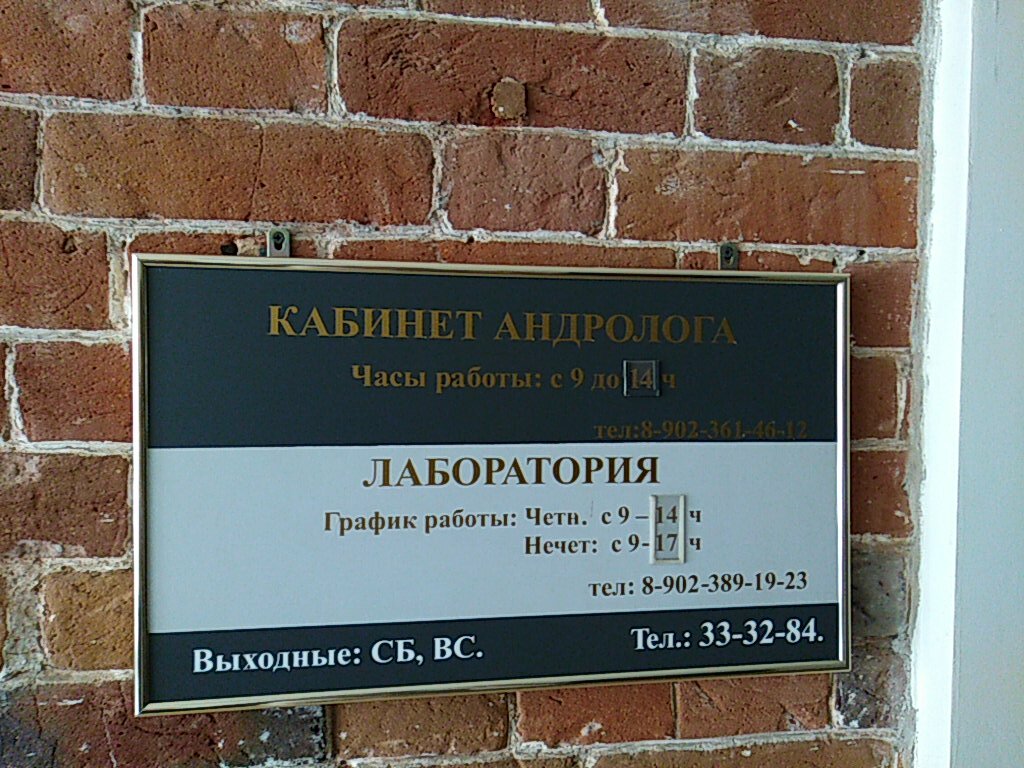 КАБИНЕТ АНДРОЛОГА
Часы работы: с 9 до 14 ч
тел:8-902-361-46-12
ЛАБОРАТОРИЯ
График работы: Четн. с 9 – 14 ч
Нечет: с 9- 17 ч
тел: 8-902-389-19-23
Выходные: СБ, ВС.
Тел.: 33-32-84.